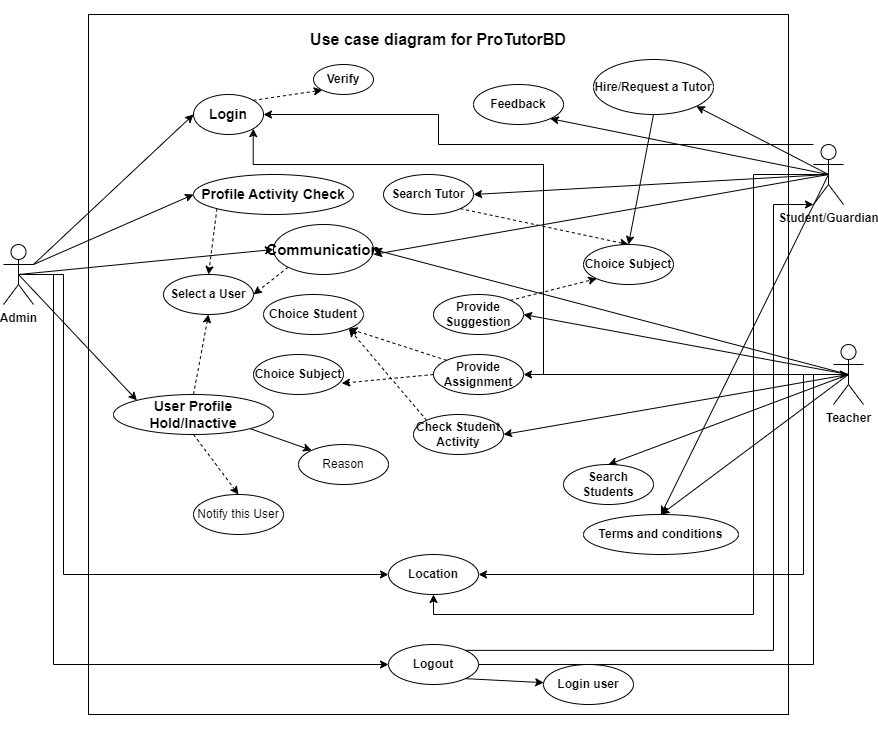 Use case diagram for ProTutorBD
Verify
Hire/Request a Tutor
Feedback
Login
Search Tutor
Profile Activity Check
Student/Guardian
Communication
Choice Subject
Select a User
Admin
Choice Student
Provide
Suggestion
Choice Subject
Provide
Assignment
User Profile
Hold/Inactive
Teacher
Check Student
Activity
Reason
Search
Students
Notify this User
Terms and conditions
Location
Logout
Login user